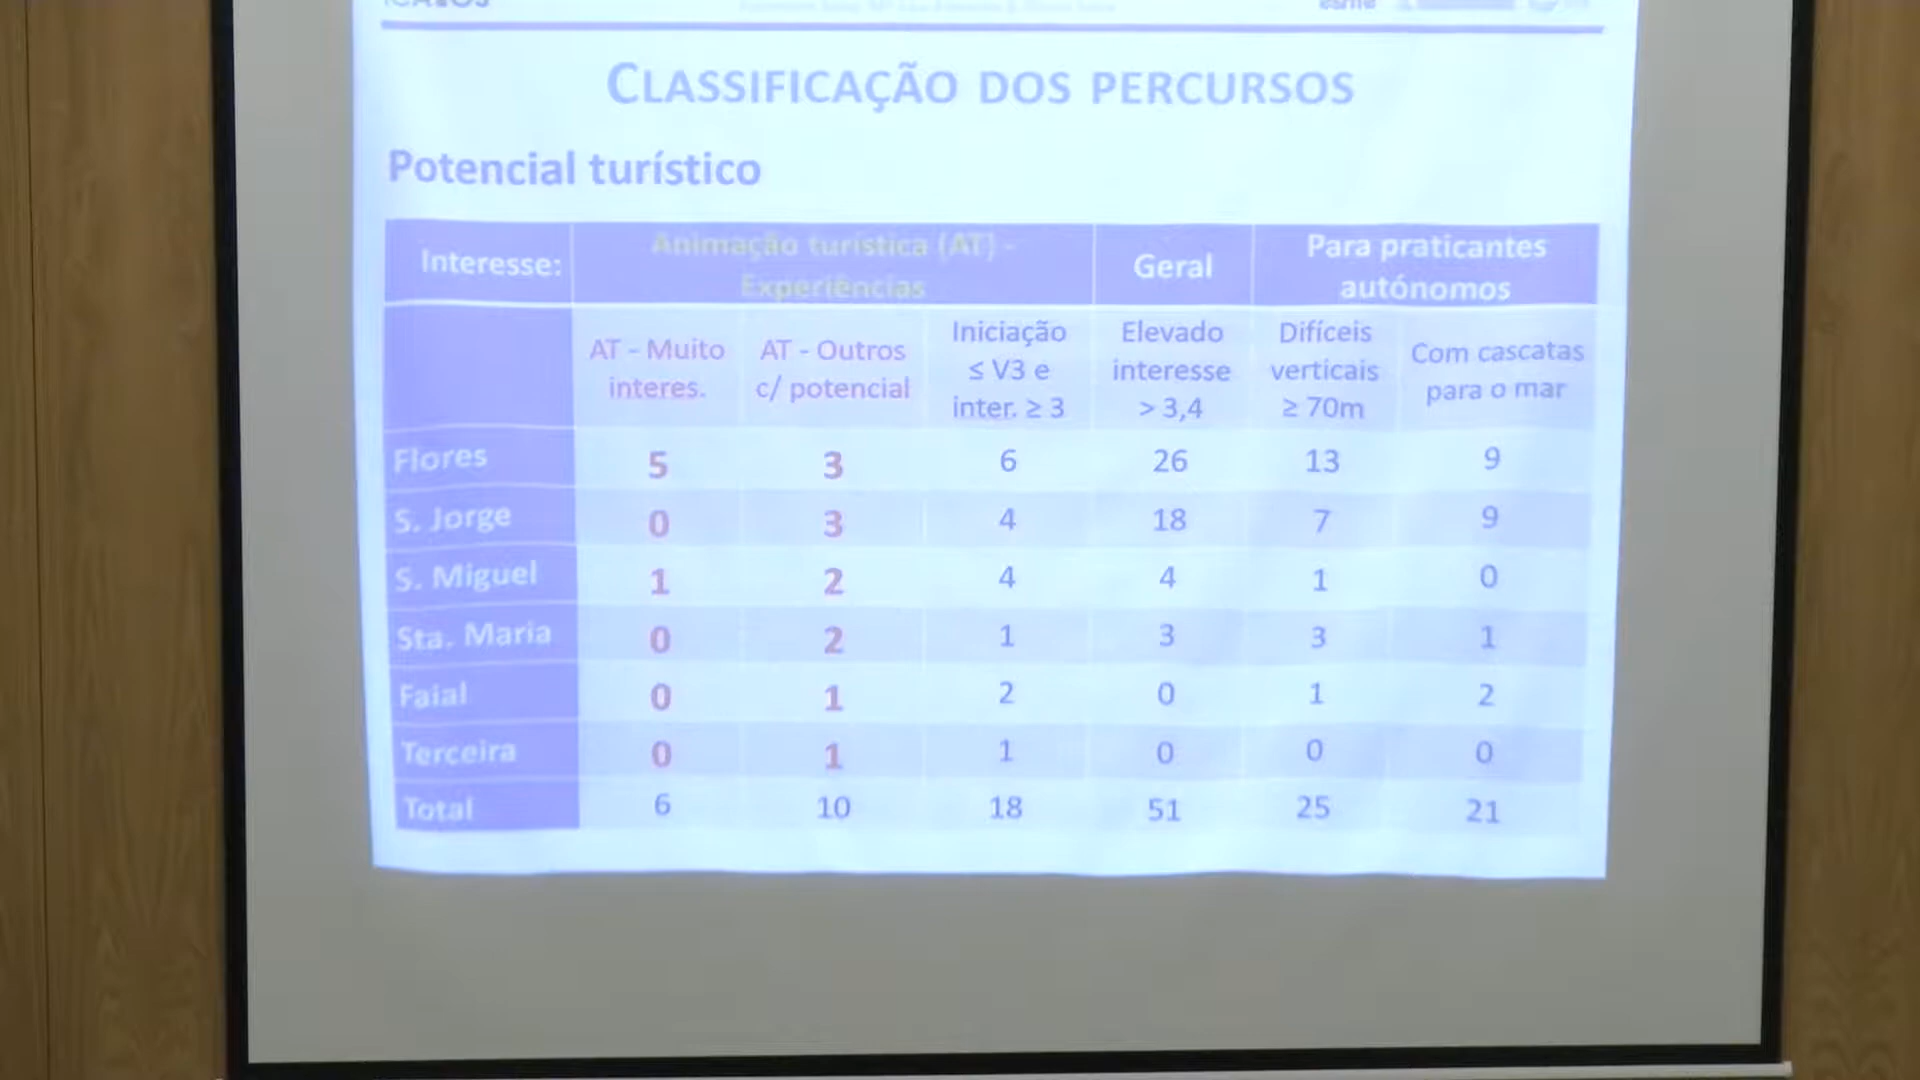 CLASSIFICAÇÃO DOS PERCURSOS
Potencial turístico
Interesse: Animação turística (AT) - Experiências Geral Para praticantes autónomos
AT - Muito interes. AT - Outros c/ potencial Iniciação ≤ V3 e inter. ≥ 3 Elevado interesse > 3,4 Difíceis verticais ≥ 70m Com cascatas para o mar
Flores 5 3 6 26 13 9
S. Jorge 0 3 4 18 7 9
S. Miguel 1 2 4 4 1 0
Sta. Maria 0 2 1 3 3 1
Faial 0 1 2 0 1 2
Terceira 0 1 1 0 0 0
Total 6 10 18 51 25 21